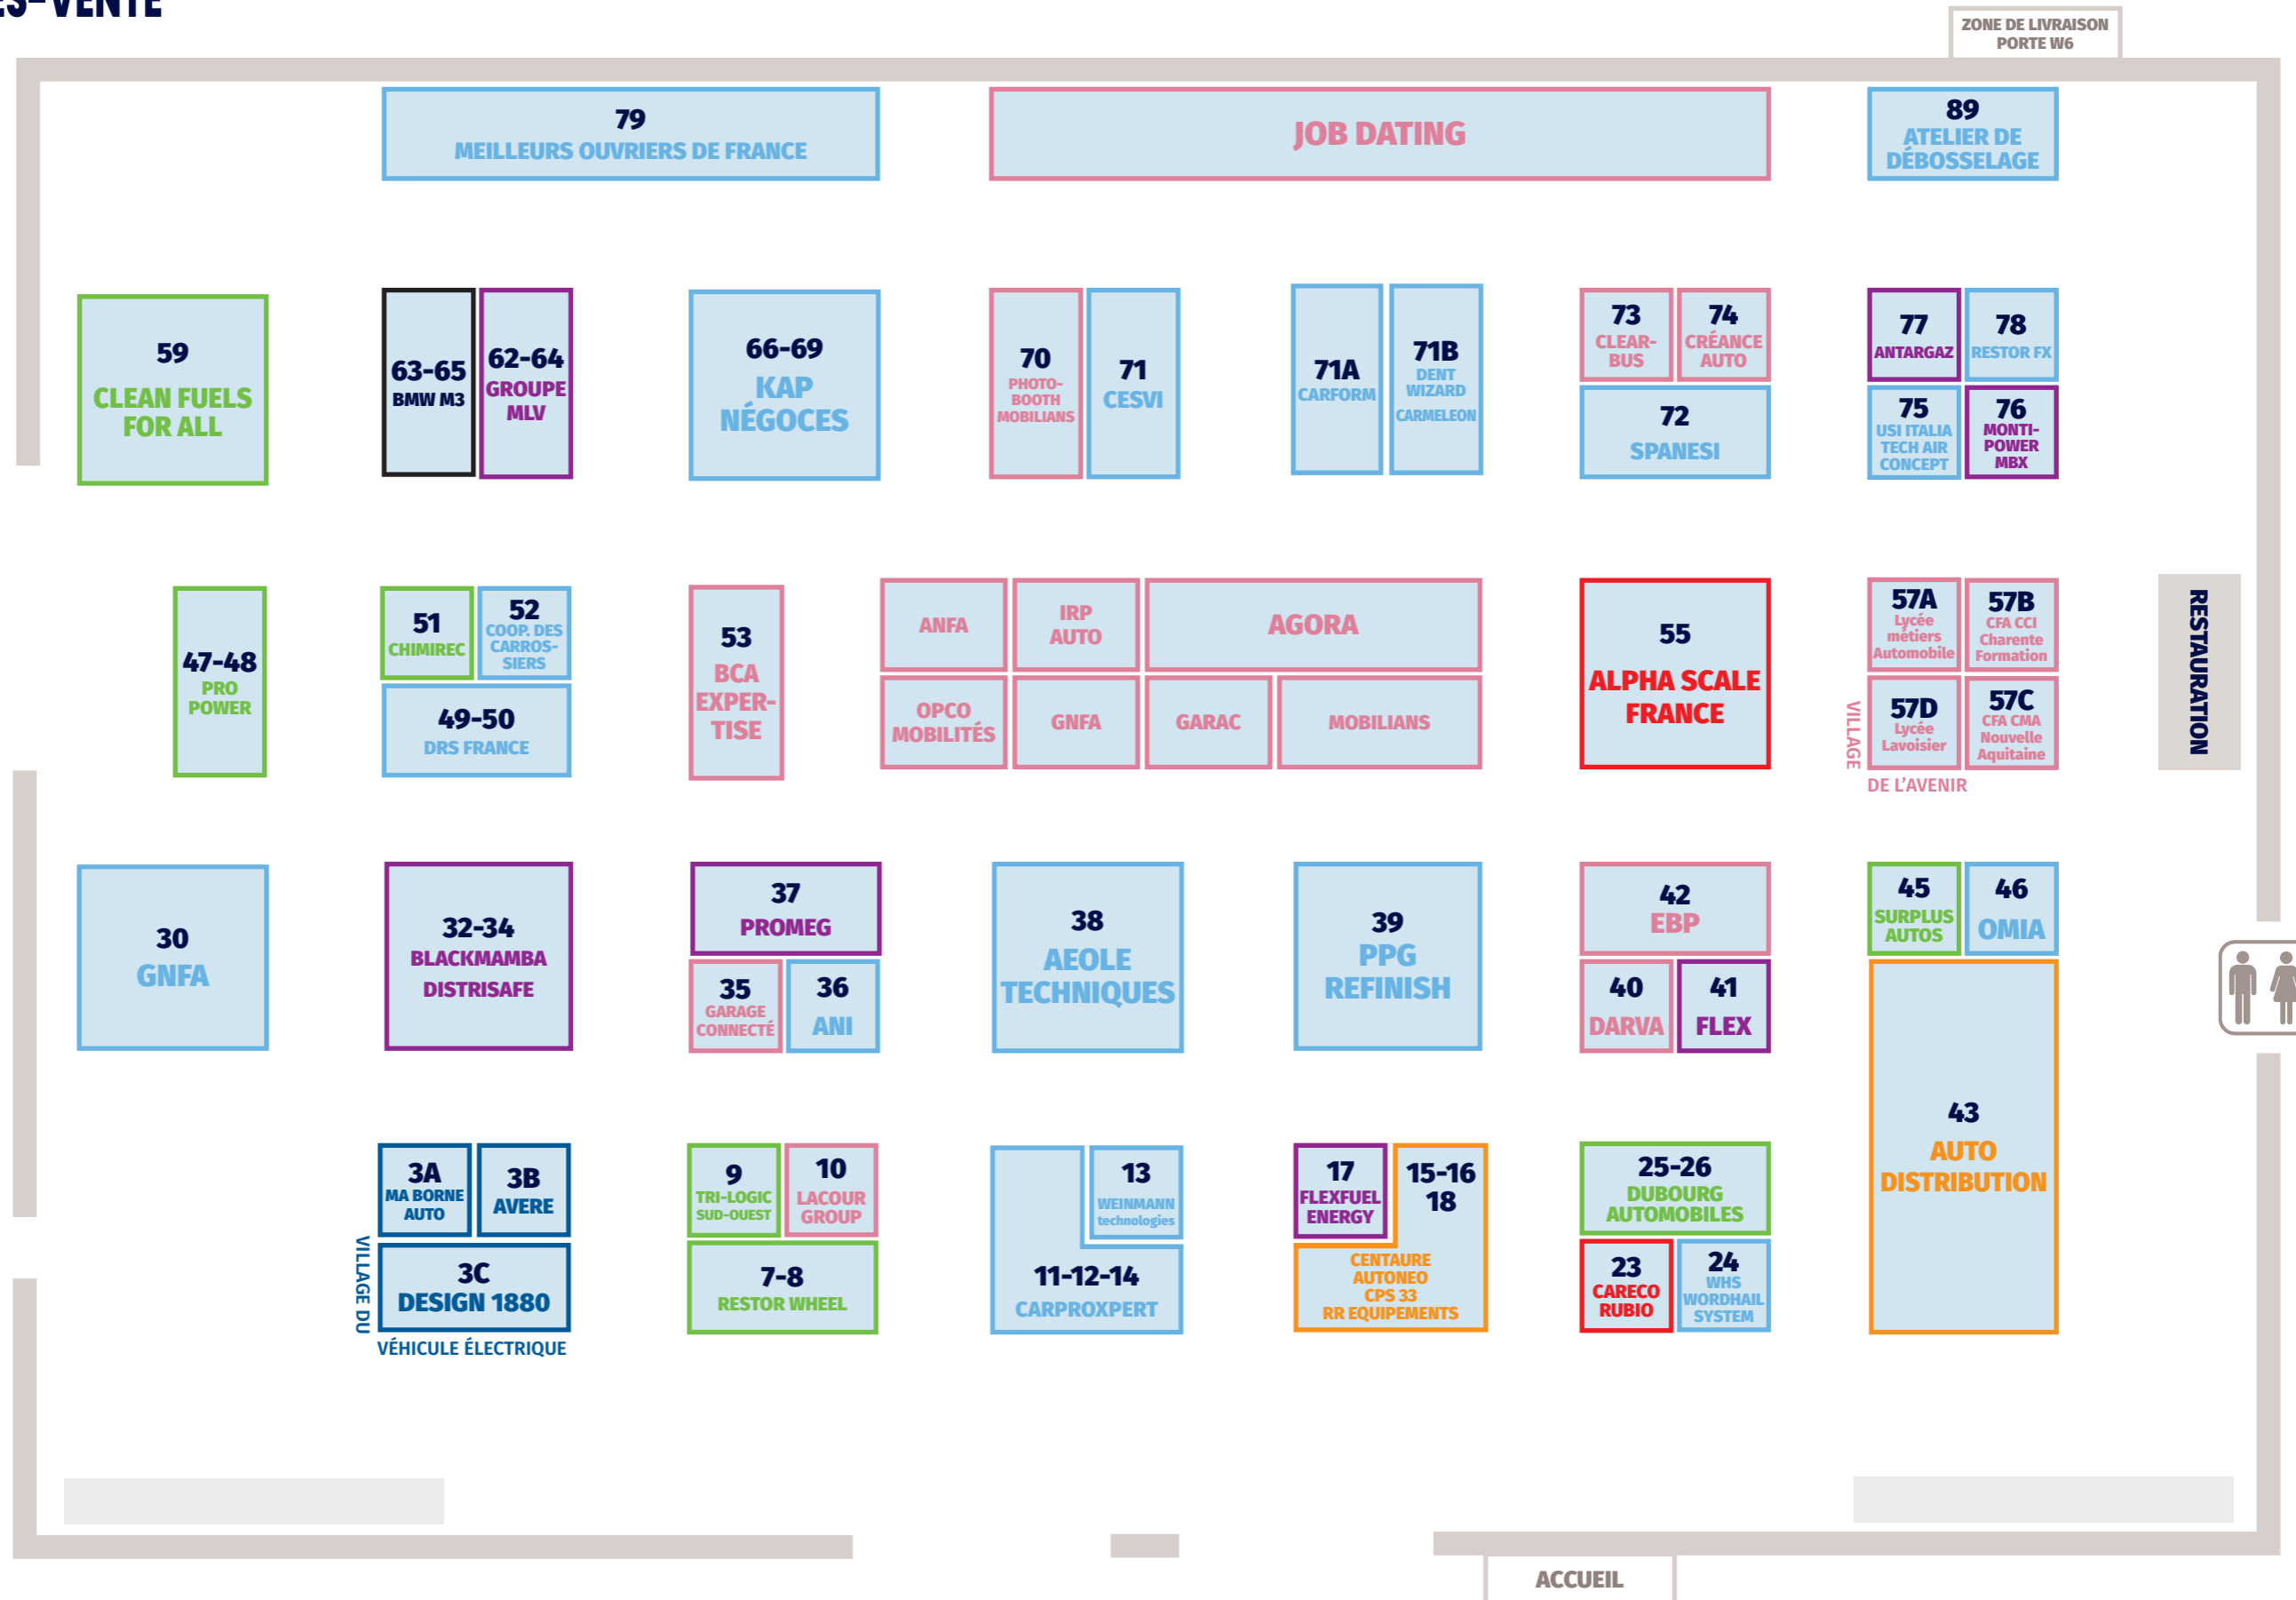 ES-VENTE
ZONE DE LIVRAISON
PORTE W6
79
MEILLEURS OUVRIERS DE FRANCE
JOB DATING
89
ATELIER DE
DÉBOSSELAGE
59
CLEAN FUELS
FOR ALL
63-65
BMW M3
62-64
GROUPE
MLV
66-69
KAP
NÉGOCES
70
PHOTO-
BOOTH
MOBILIANS
71
CESVI
71A
CARFORM
71B
DENT
WIZARD
CARMELEON
73
CLEAR-
BUS
74
CRÉANCE
AUTO
72
SPANESI
77
ANTARGAZ
78
RESTOR FX
75
USI ITALIA
TECH AIR
CONCEPT
76
MONTI-
POWER
MBX
47-48
PRO
POWER
51
CHIMIREC
52
COOP. DES
CARROS-
SIERS
49-50
DRS FRANCE
53
BCA
EXPER-
TISE
ANFA
IRP
AUTO
AGORA
OPCO
MOBILITÉS
GNFA
GARAC
MOBILIANS
55
ALPHA SCALE
FRANCE
57A
Lycée
métiers
Automobile
57B
CFA CCI
Charente
Formation
57D
Lycée
Lavoisier
57C
CFA CMA
Nouvelle
Aquitaine
VILLAGE
DE L'AVENIR
RESTAURATION
30
GNFA
32-34
BLACKMAMBA
DISTRISAFE
37
PROMEG
35
GARAGE
CONNECTÉ
36
ANI
38
AEOLE
TECHNIQUES
39
PPG
REFINISH
42
EBP
40
DARVA
41
FLEX
45
SURPLUS
AUTOS
46
OMIA
43
AUTO
DISTRIBUTION
3A
MA BORNE
AUTO
3B
AVERE
3C
DESIGN 1880
VILLAGE DU
VÉHICULE ÉLECTRIQUE
9
TRI-LOGIC
SUD-OUEST
10
LACOUR
GROUP
7-8
RESTOR WHEEL
13
WEINMANN
technologies
11-12-14
CARPROXPERT
17
FLEXFUEL
ENERGY
15-16
18
CENTAURE
AUTONEO
CPS 33
RR EQUIPEMENTS
25-26
DUBOURG
AUTOMOBILES
23
CARECO
RUBIO
24
WHS
WORDHAIL
SYSTEM
ACCUEIL